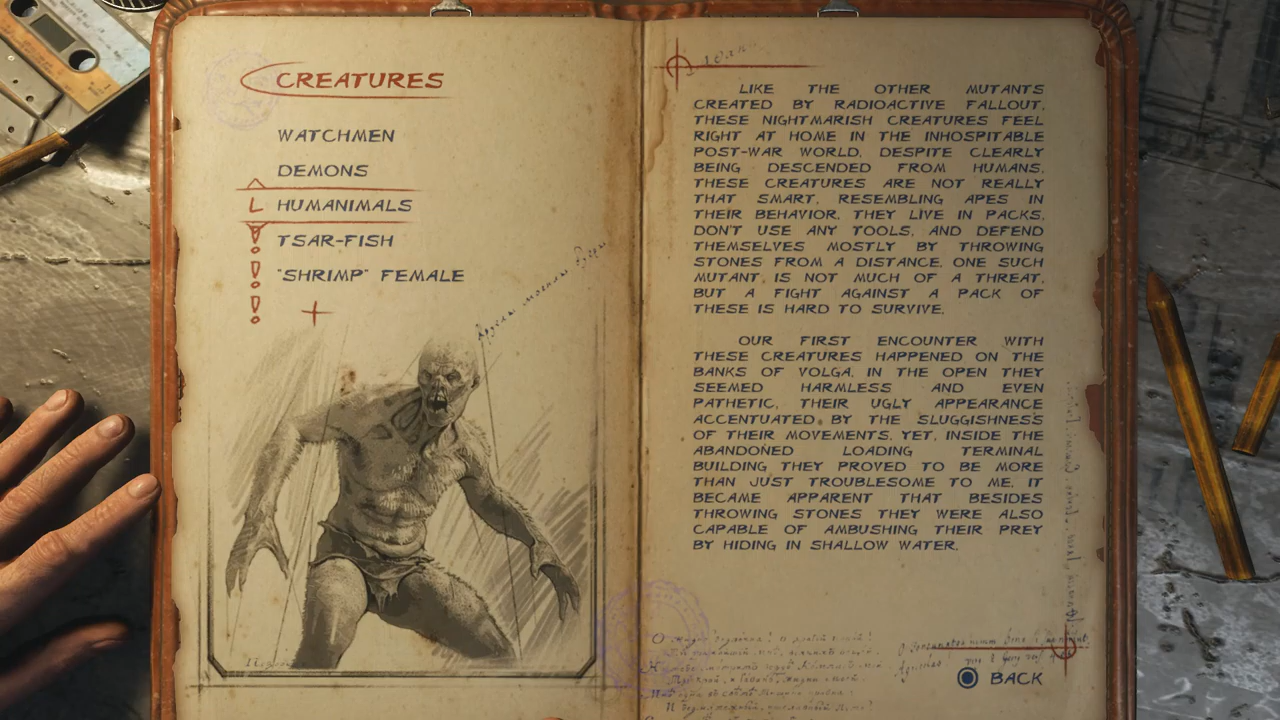 CREATURES
WATCHMEN
DEMONS
HUMANIMALS
TSAR-FISH
"SHRIMP" FEMALE
LIKE THE OTHER MUTANTS
CREATED BY RADIOACTIVE FALLOUT,
THESE NIGHTMARISH CREATURES FEEL
RIGHT AT HOME IN THE INHOSPITABLE
POST-WAR WORLD. DESPITE CLEARLY
BEING DESCENDED FROM HUMANS,
THESE CREATURES ARE NOT REALLY
THAT SMART, RESEMBLING APES IN
THEIR BEHAVIOR. THEY LIVE IN PACKS,
DON'T USE ANY TOOLS, AND DEFEND
THEMSELVES MOSTLY BY THROWING
STONES FROM A DISTANCE. ONE SUCH
MUTANT IS NOT MUCH OF A THREAT,
BUT A FIGHT AGAINST A PACK OF
THESE IS HARD TO SURVIVE.
OUR FIRST ENCOUNTER WITH
THESE CREATURES HAPPENED ON THE
BANKS OF VOLGA. IN THE OPEN THEY
SEEMED HARMLESS AND EVEN
PATHETIC, THEIR UGLY APPEARANCE
ACCENTUATED BY THE SLUGGISHNESS
OF THEIR MOVEMENTS. YET, INSIDE THE
ABANDONED LOADING TERMINAL
BUILDING THEY PROVED TO BE MORE
THAN JUST TROUBLESOME TO ME. IT
BECAME APPARENT THAT BESIDES
THROWING STONES THEY WERE ALSO
CAPABLE OF AMBUSHING THEIR PREY
BY HIDING IN SHALLOW WATER.
BACK